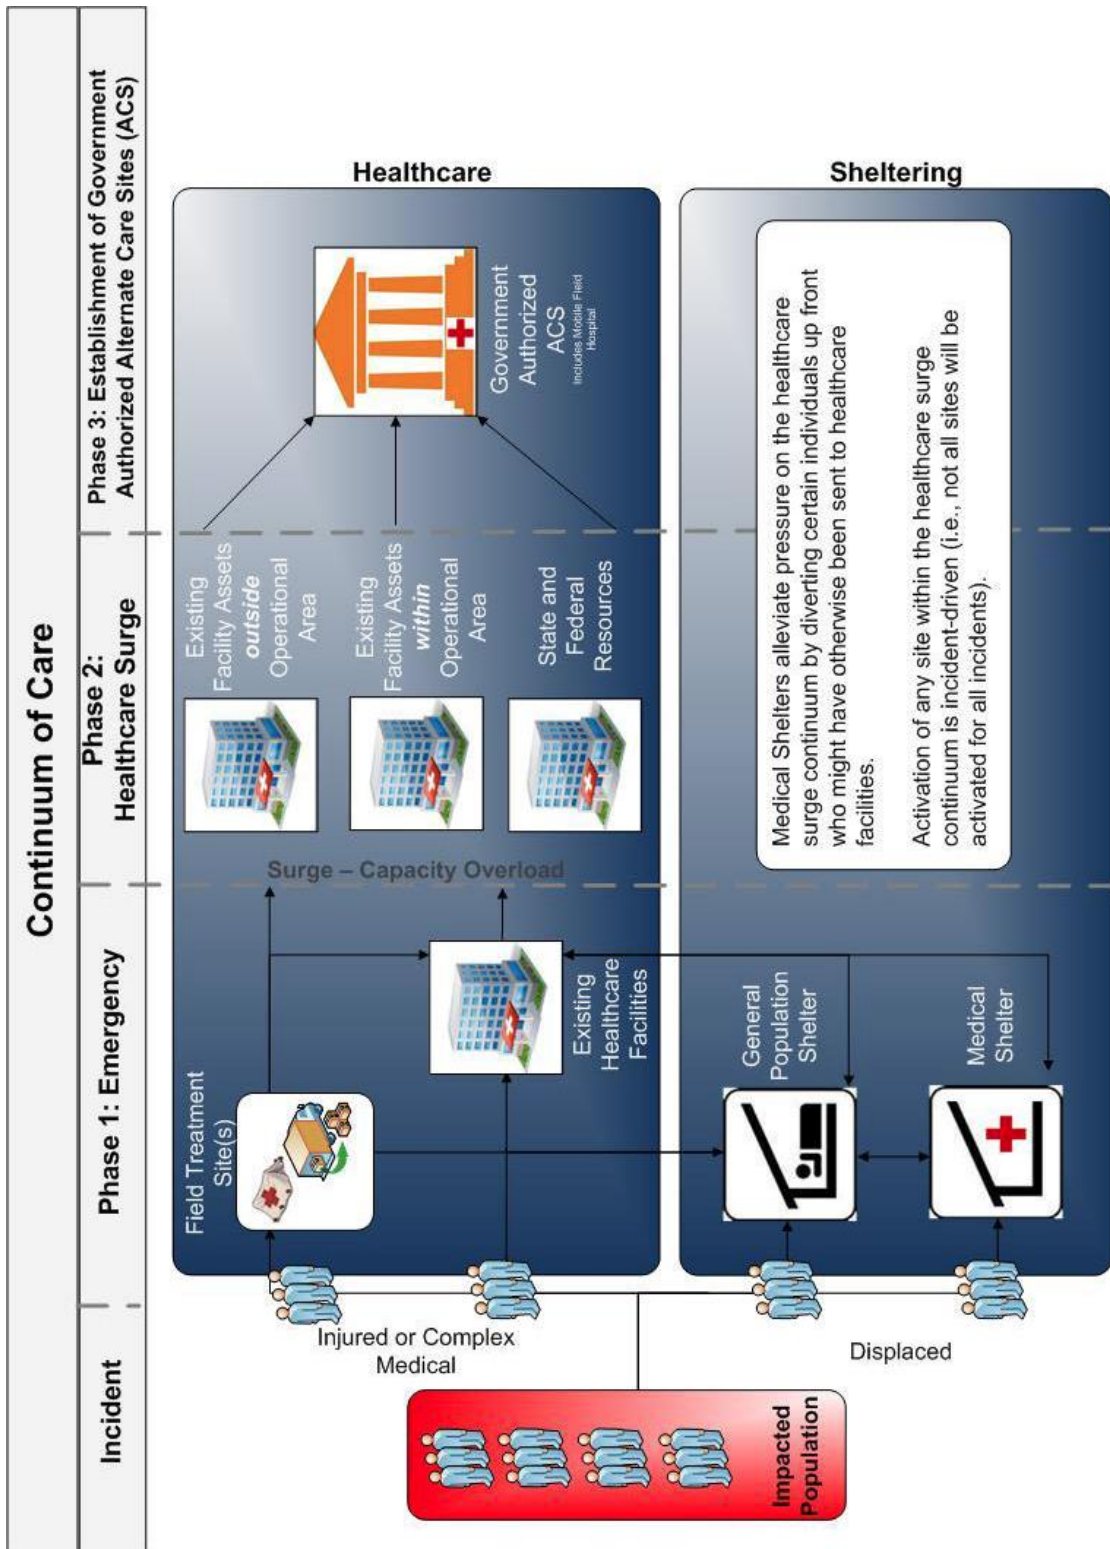 Continuum of Care
Incident
Phase 1: Emergency
Phase 2:
Healthcare Surge
Phase 3: Establishment of Government
Authorized Alternate Care Sites (ACS)
Healthcare
Impacted
Population
Injured or Complex
Medical
Field Treatment
Site(s)
Existing
Healthcare
Facilities
Surge – Capacity Overload
Existing
Facility Assets
outside
Operational
Area
Existing
Facility Assets
within
Operational
Area
State and
Federal
Resources
Government
Authorized
ACS
Includes Mobile Field
Hospital
Sheltering
Displaced
General
Population
Shelter
Medical
Shelter
Medical Shelters alleviate pressure on the healthcare
surge continuum by diverting certain individuals up front
who might have otherwise been sent to healthcare
facilities.
Activation of any site within the healthcare surge
continuum is incident-driven (i.e., not all sites will be
activated for all incidents).